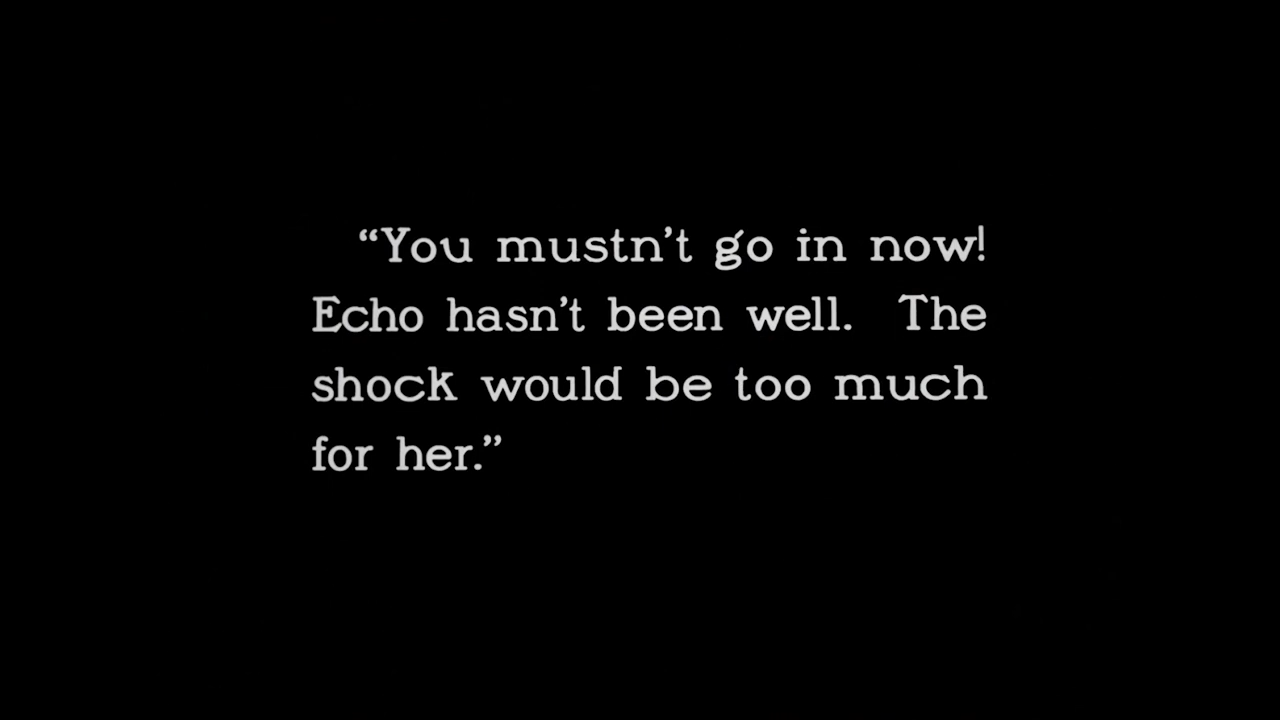 “You mustn’t go in now!
Echo hasn’t been well.  The
shock would be too much
for her.”